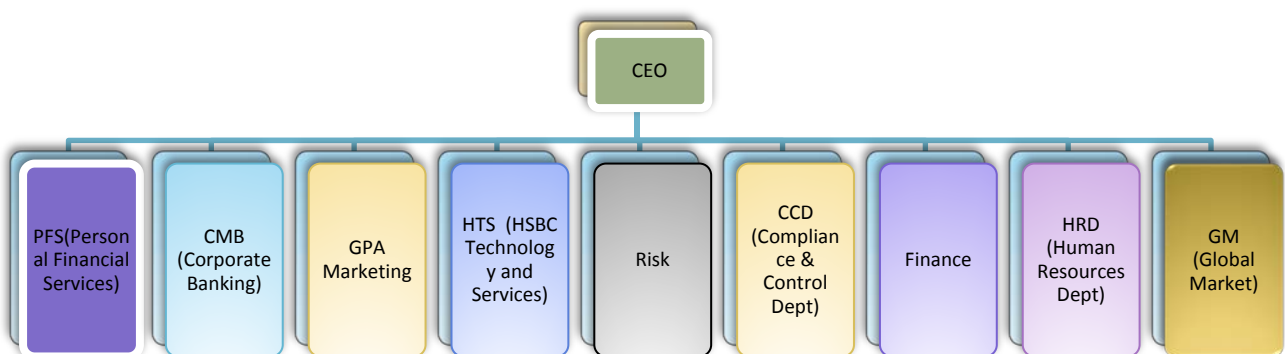 CEO
PFS(Person
al Financial
Services)
CMB
(Corporate
Banking)
GPA
Marketing
HTS (HSBC
Technolog
y and
Services)
Risk
CCD
(Complian
ce &
Control
Dept)
Finance
HRD
(Human
Resources
Dept)
GM
(Global
Market)